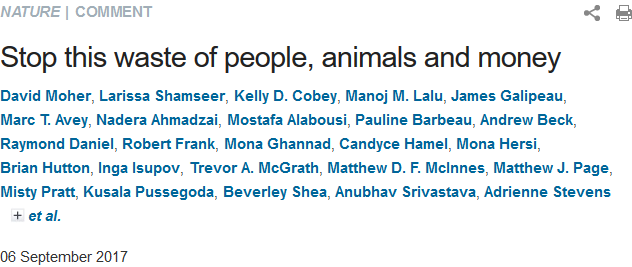 NATURE | COMMENT
Stop this waste of people, animals and money
David Moher, Larissa Shamseer, Kelly D. Cobey, Manoj M. Lalu, James Galipeau,
Marc T. Avey, Nadera Ahmadzai, Mostafa Alabousi, Pauline Barbeau, Andrew Beck,
Raymond Daniel, Robert Frank, Mona Ghannad, Candyce Hamel, Mona Hersi,
Brian Hutton, Inga Isupov, Trevor A. McGrath, Matthew D. F. McInnes, Matthew J. Page,
Misty Pratt, Kusala Pussegoda, Beverley Shea, Anubhav Srivastava, Adrienne Stevens
+ et al.
06 September 2017